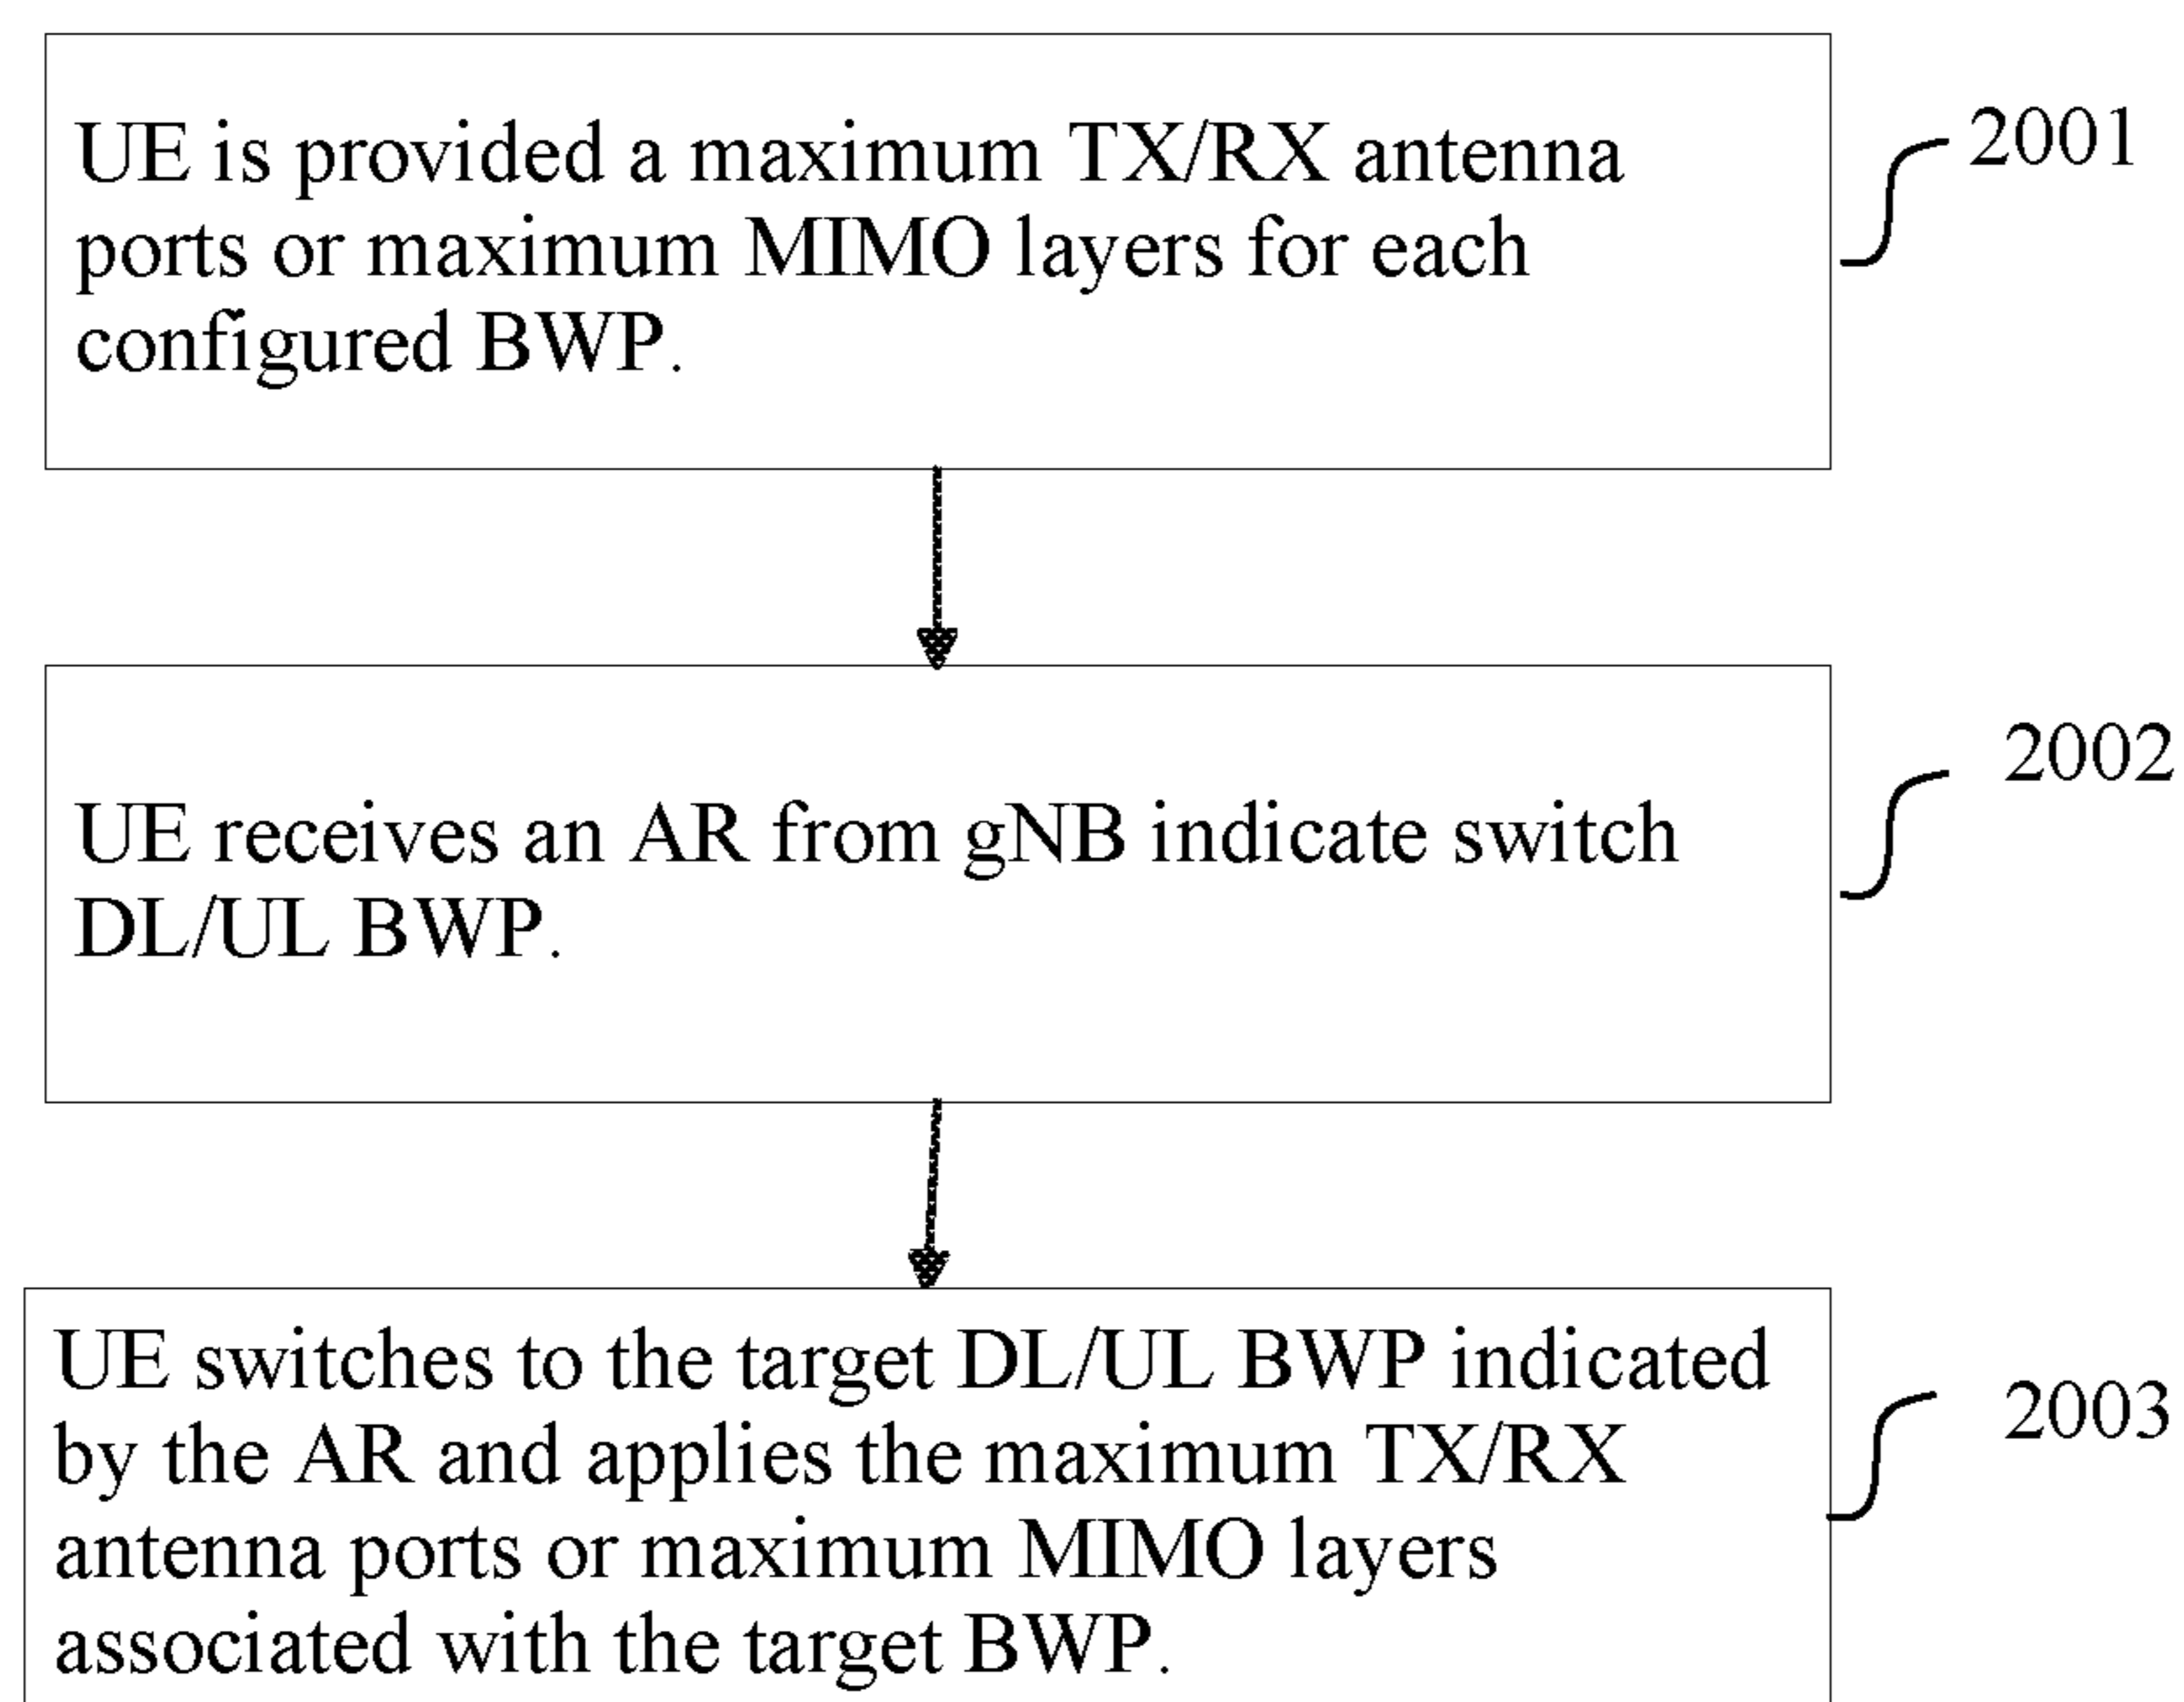 UE is provided a maximum TX/RX antenna
ports or maximum MIMO layers for each
configured BWP.
2001
UE receives an AR from gNB indicate switch
DL/UL BWP.
2002
UE switches to the target DL/UL BWP indicated
by the AR and applies the maximum TX/RX
antenna ports or maximum MIMO layers
associated with the target BWP.
2003